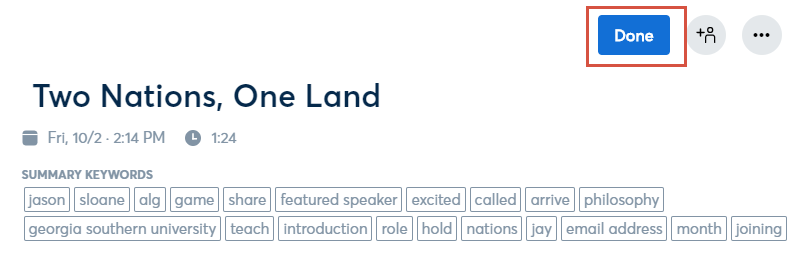 Done
Two Nations, One Land
Fri, 10/2 · 2:14 PM 1:24
SUMMARY KEYWORDS
jason sloane alg game share featured speaker excited called arrive philosophy
georgia southern university teach introduction role hold nations jay email address month joining